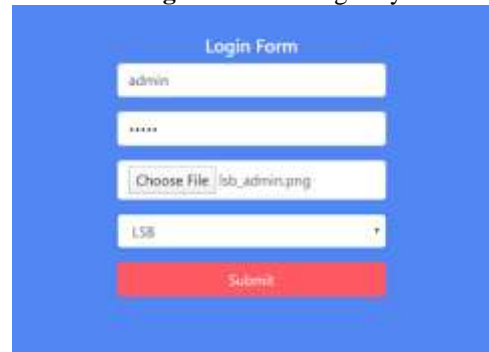 Login Form
admin
•••••
Choose File lsb_admin.png
LSB
Submit